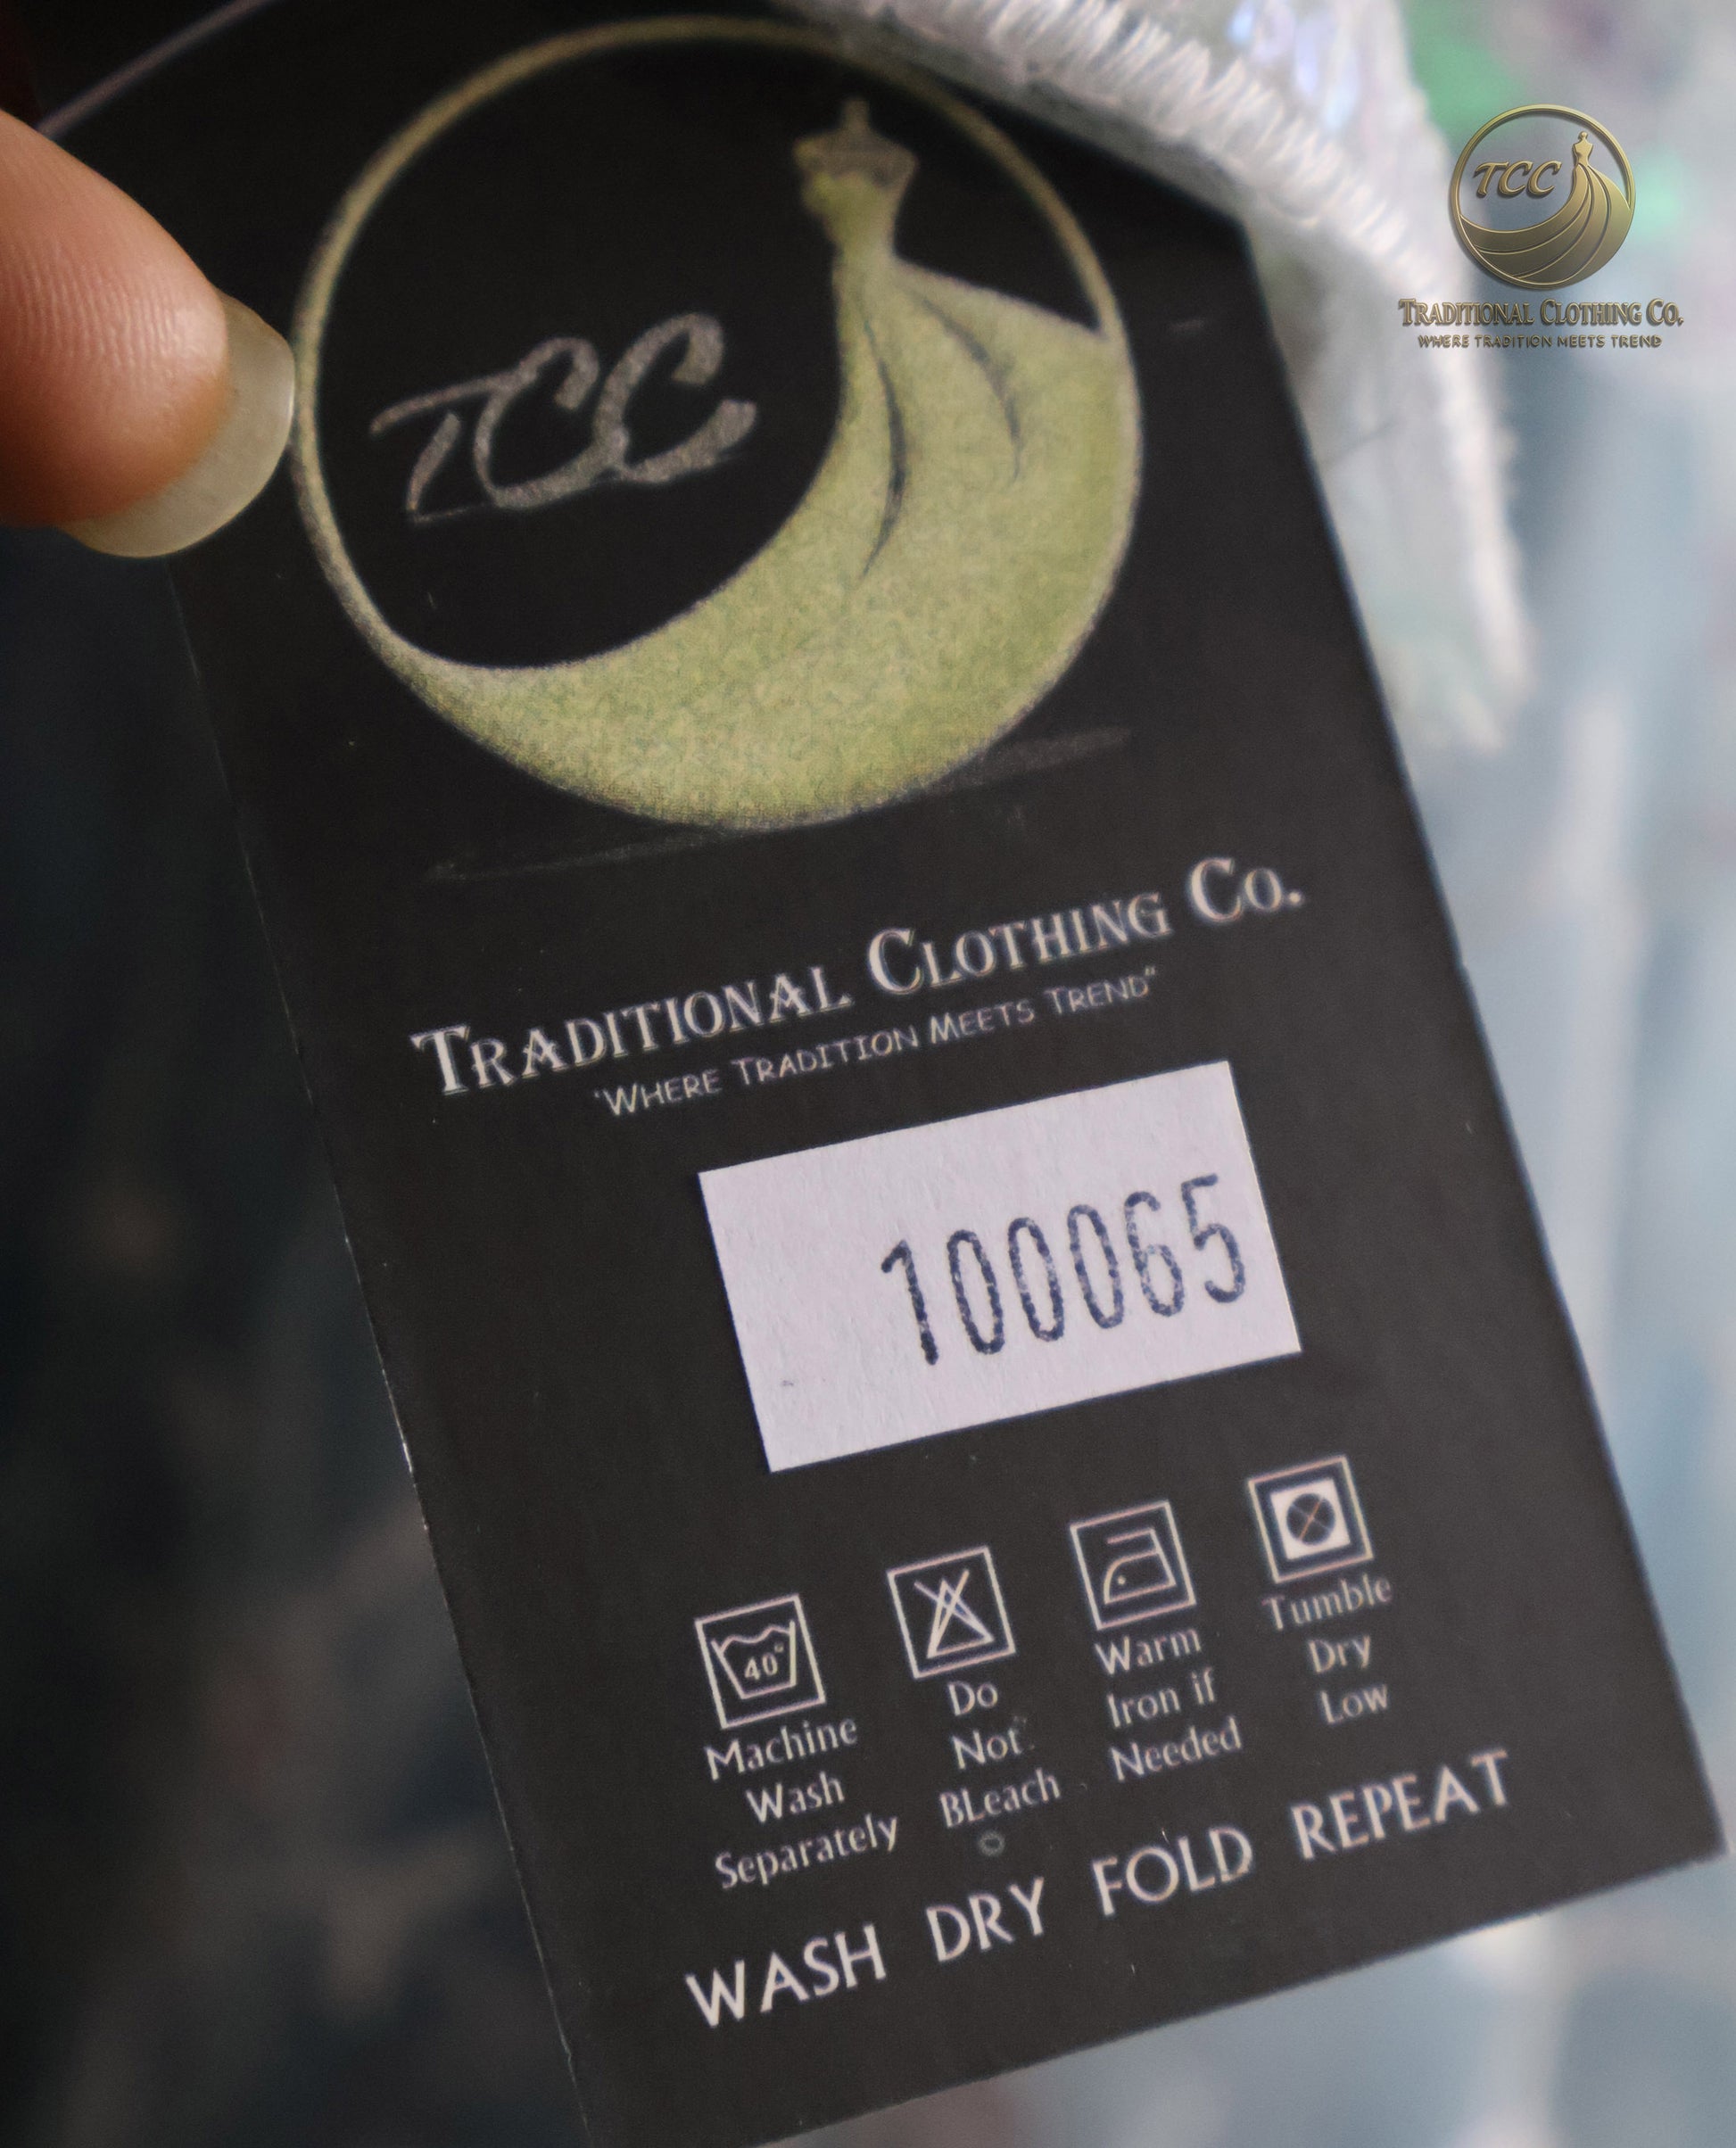 TCC
TRADITIONAL CLOTHING CO.
WHERE TRADITION MEETS TREND
TCC
TRADITIONAL CLOTHING CO.
'WHERE TRADITION MEETS TREND"
100065
40°
Machine
Wash
Separately
Do
Not
BLeach
Warm
Iron if
Needed
Tumble
Dry
Low
WASH DRY FOLD REPEAT